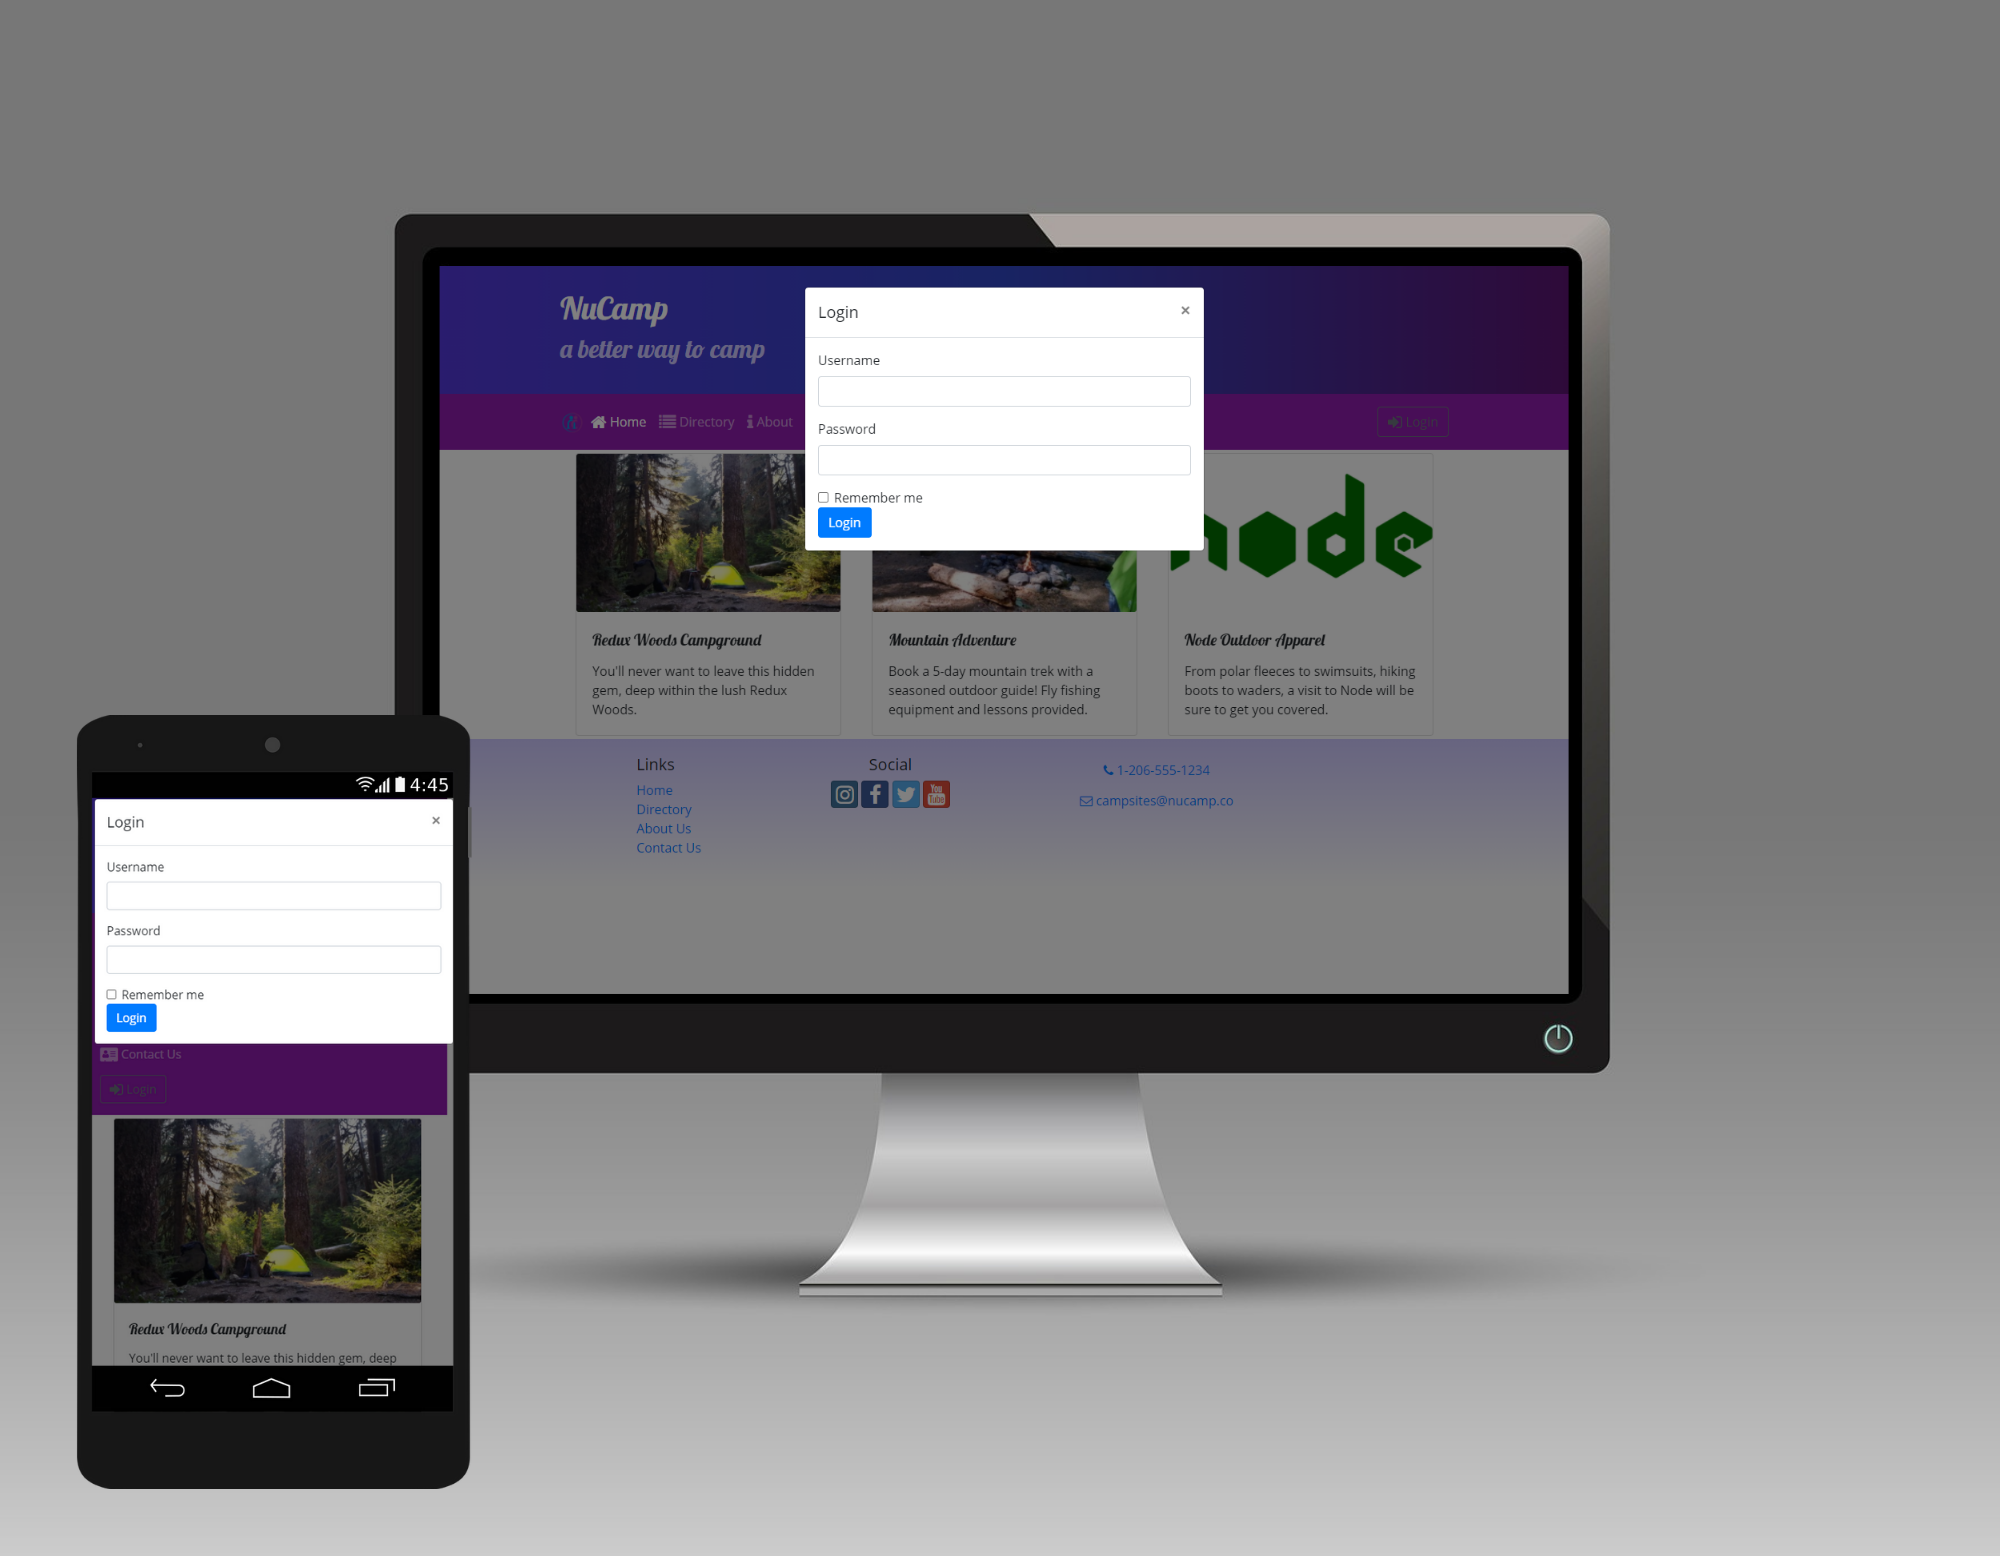 NuCamp
a better way to camp
Home Directory About
Login
Login ×
Username
Password
Remember me
Login
node
Redux Woods Campground
You'll never want to leave this hidden
gem, deep within the lush Redux
Woods.
Mountain Adventure
Book a 5-day mountain trek with a
seasoned outdoor guide! Fly fishing
equipment and lessons provided.
Node Outdoor Apparel
From polar fleeces to swimsuits, hiking
boots to waders, a visit to Node will be
sure to get you covered.
Links
Home
Directory
About Us
Contact Us
Social
You
Tube
1-206-555-1234
campsites@nucamp.co
4:45
Login ×
Username
Password
Remember me
Login
Contact Us
Login
Redux Woods Campground
You'll never want to leave this hidden gem, deep